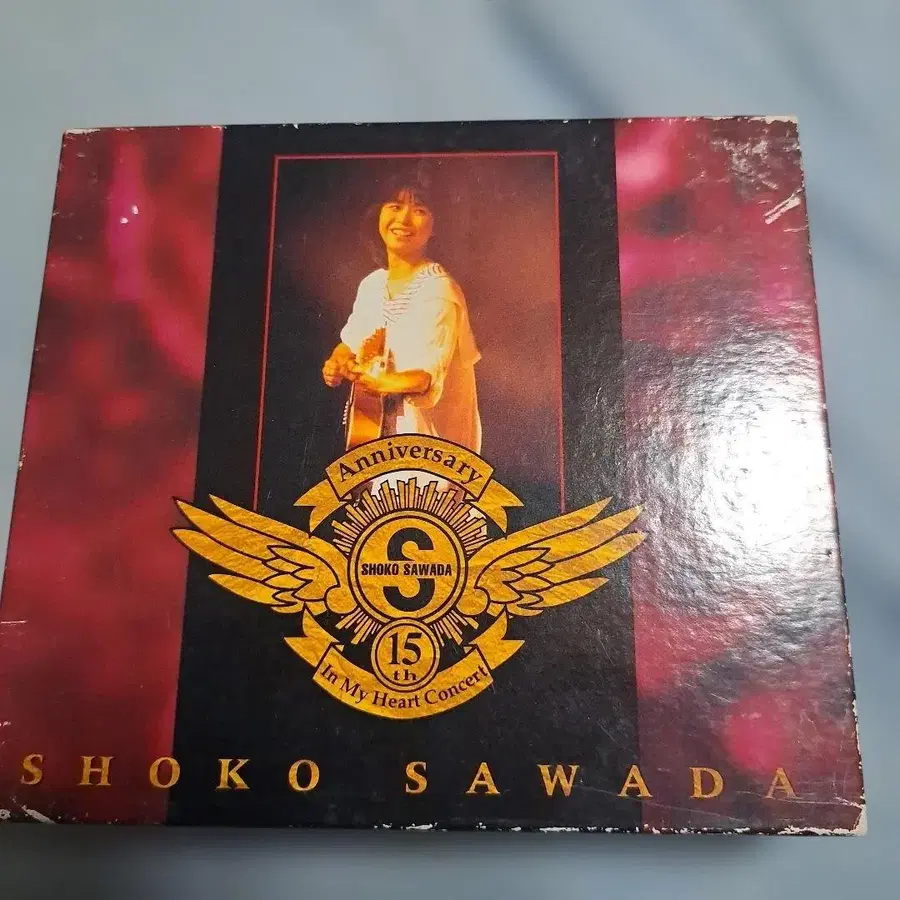 Anniversary
S
SHOKO SAWADA
15
th
In My Heart Concert
SHOKO SAWADA